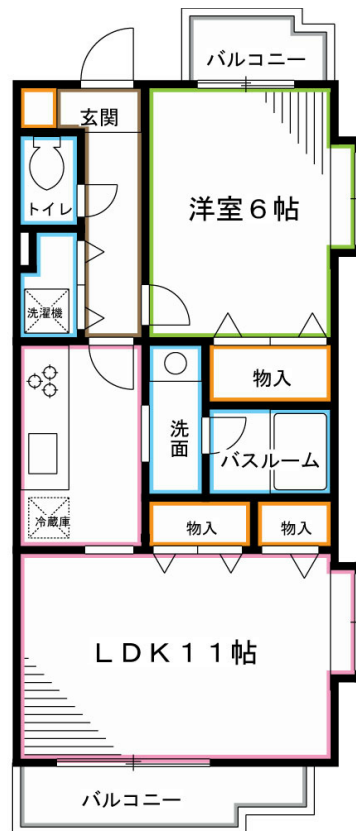 バルコニー
玄関
トイレ
洋室6帖
洗濯機
物入
洗面
バスルーム
冷蔵庫
物入
物入
LDK11帖
バルコニー